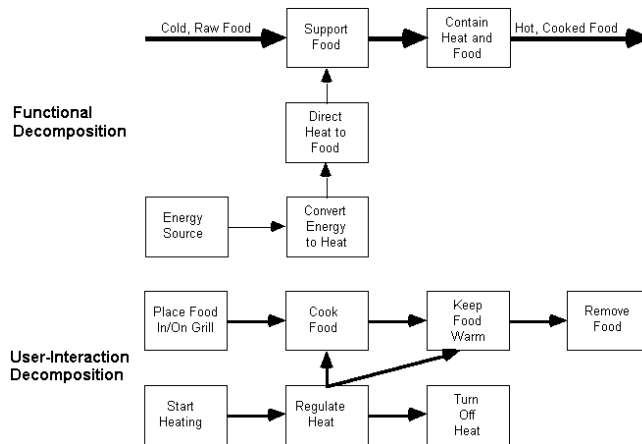 Cold, Raw Food
Support
Food
Contain
Heat and
Food
Hot, Cooked Food
Functional
Decomposition
Direct
Heat to
Food
Energy
Source
Convert
Energy
to Heat
Place Food
In/On Grill
Cook
Food
Keep
Food
Warm
Remove
Food
User-Interaction
Decomposition
Start
Heating
Regulate
Heat
Turn
Off
Heat